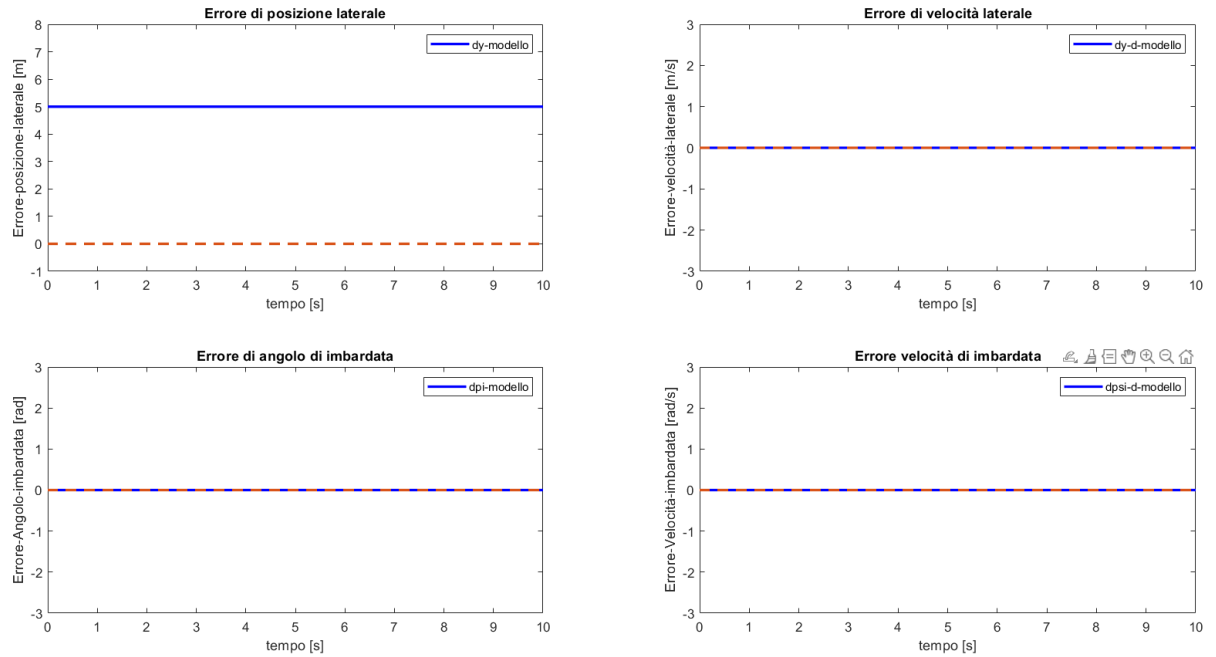 Errore di posizione laterale
8
7
6
5
4
3
2
1
0
-1
Errore-posizione-laterale [m]
dy-modello
0 1 2 3 4 5 6 7 8 9 10
tempo [s]
Errore di velocità laterale
3
2
1
0
-1
-2
-3
Errore-velocità-laterale [m/s]
dy-d-modello
0 1 2 3 4 5 6 7 8 9 10
tempo [s]
Errore di angolo di imbardata
3
2
1
0
-1
-2
-3
Errore-Angolo-imbardata [rad]
dpi-modello
0 1 2 3 4 5 6 7 8 9 10
tempo [s]
Errore velocità di imbardata
3
2
1
0
-1
-2
-3
Errore-Velocità-imbardata [rad/s]
dpsi-d-modello
0 1 2 3 4 5 6 7 8 9 10
tempo [s]